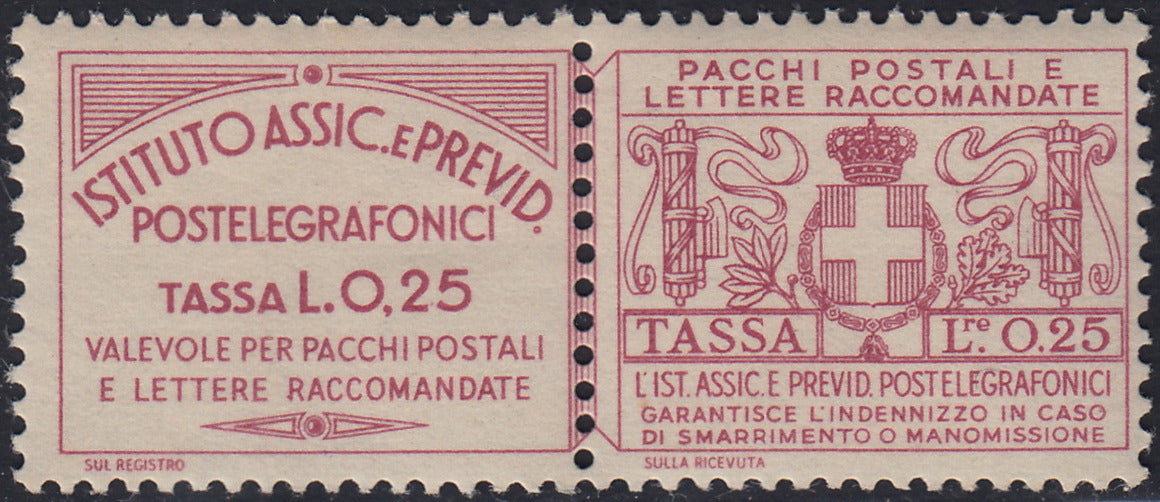 ISTITUTO ASSIC. E PREVID.
POSTELEGRAFONICI
TASSA L. 0,25
VALEVOLE PER PACCHI POSTALI
E LETTERE RACCOMANDATE
SUL REGISTRO
PACCHI POSTALI E
LETTERE RACCOMANDATE
TASSA Lre. 0.25
L'IST. ASSIC. E PREVID. POSTELEGRAFONICI
GARANTISCE L'INDENNIZZO IN CASO
DI SMARRIMENTO O MANOMISSIONE
SULLA RICEVUTA